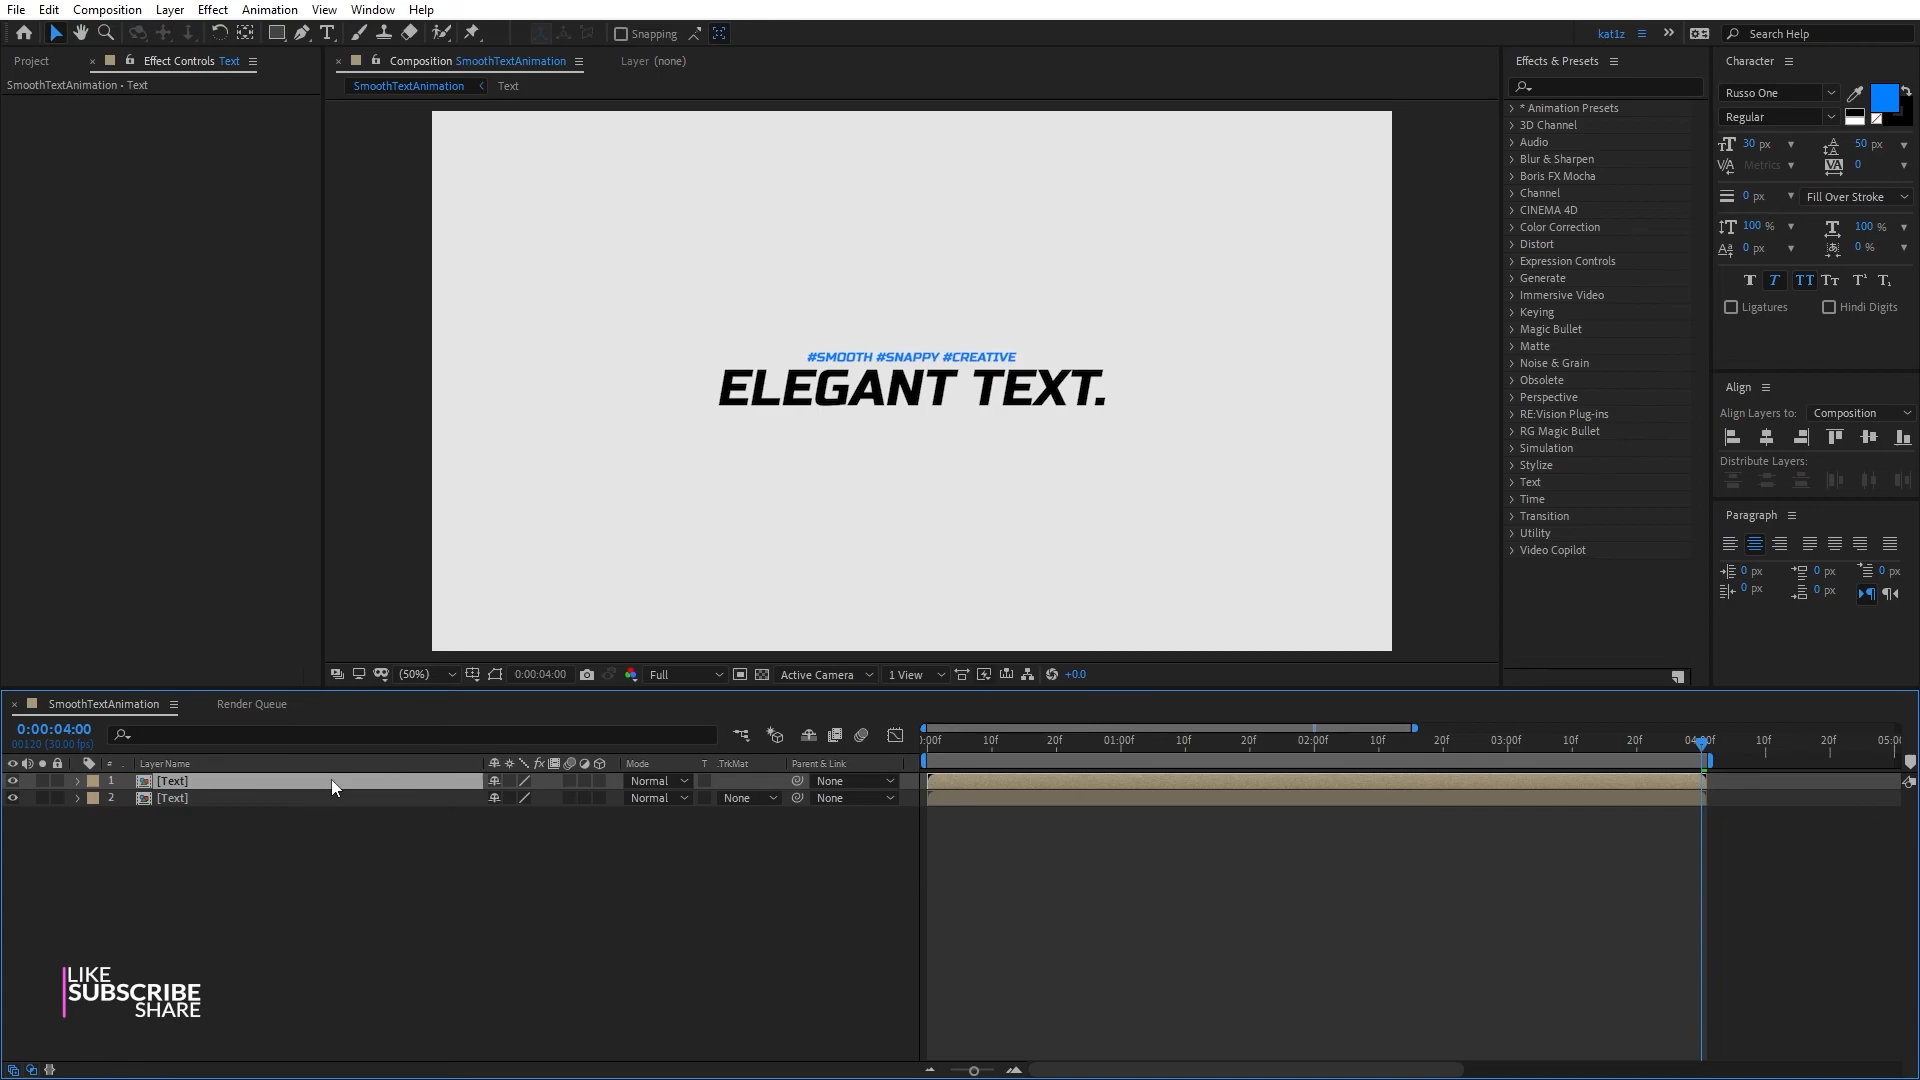 File Edit Composition Layer Effect Animation View Window Help
Snapping kat1z Search Help
Project Effect Controls Text Composition SmoothTextAnimation Layer (none) Effects & Presets Character
SmoothTextAnimation • Text
SmoothTextAnimation Text
Russo One
Regular
* Animation Presets
3D Channel
Audio
Blur & Sharpen
Boris FX Mocha
Channel
CINEMA 4D
Color Correction
Distort
Expression Controls
Generate
Immersive Video
Keying
Magic Bullet
Matte
Noise & Grain
Obsolete
Perspective
RE:Vision Plug-ins
RG Magic Bullet
Simulation
Stylize
Text
Time
Transition
Utility
Video Copilot
30 px 50 px
Metrics 0
0 px Fill Over Stroke
100 % 100 %
0 px 0 %
Ligatures Hindi Digits
Align
Align Layers to: Composition
Distribute Layers:
Paragraph
0 px 0 px 0 px
0 px 0 px
#SMOOTH #SNAPPY #CREATIVE
ELEGANT TEXT.
(50%) 0:00:04:00 Full Active Camera 1 View +0.0
SmoothTextAnimation Render Queue
0:00:04:00
00120 (30.00 fps)
:00f 10f 20f 01:00f 10f 20f 02:00f 10f 20f 03:00f 10f 20f 04:00f 10f 20f 05:00
# Layer Name Mode T .TrkMat Parent & Link
1 [Text] Normal None
2 [Text] Normal None None
LIKE
SUBSCRIBE
SHARE